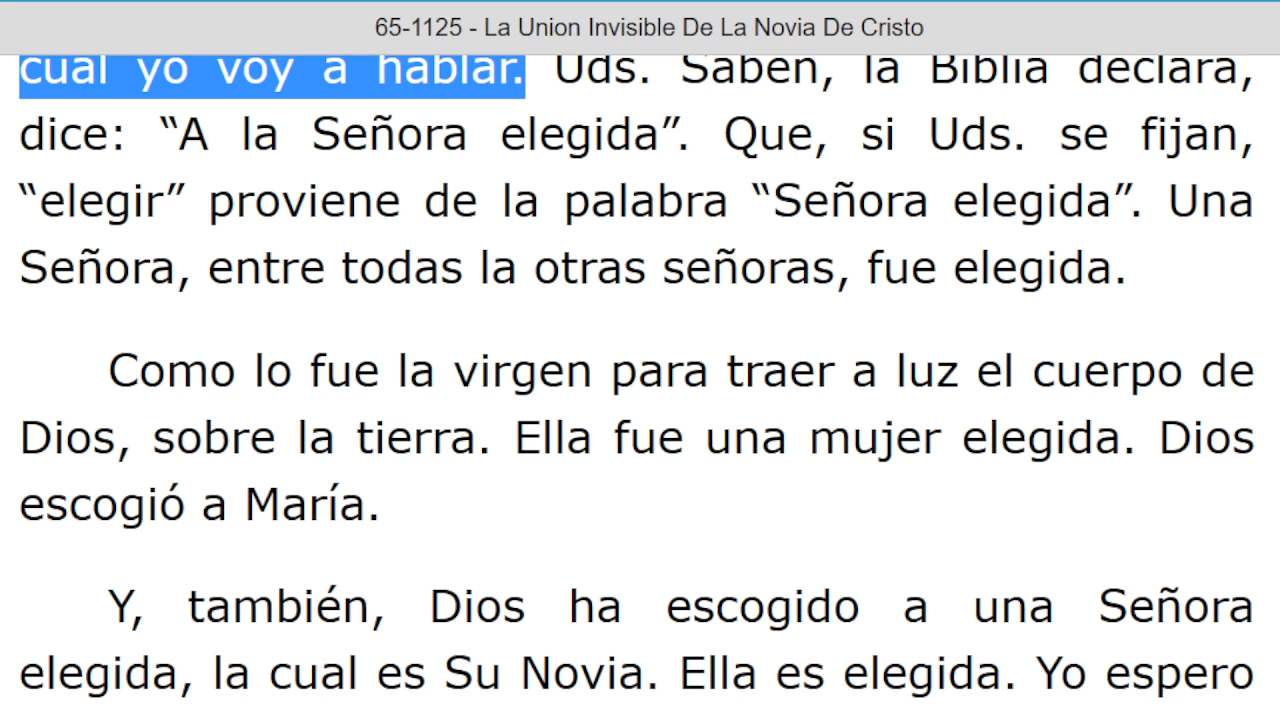 65-1125 - La Union Invisible De La Novia De Cristo
cual yo voy a hablar. Uds. Saben, la Biblia declara,
dice: “A la Señora elegida”. Que, si Uds. se fijan,
“elegir” proviene de la palabra “Señora elegida”. Una
Señora, entre todas la otras señoras, fue elegida.
Como lo fue la virgen para traer a luz el cuerpo de
Dios, sobre la tierra. Ella fue una mujer elegida. Dios
escogió a María.
Y, también, Dios ha escogido a una Señora
elegida, la cual es Su Novia. Ella es elegida. Yo espero